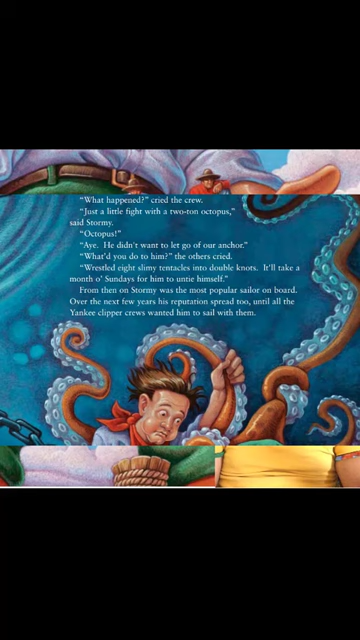 "What happened?" cried the crew.
"Just a little fight with a two-ton octopus,"
said Stormy.
"Octopus!"
"Aye. He didn't want to let go of our anchor."
"What'd you do to him?" the others cried.
"Wrestled eight slimy tentacles into double knots. It'll take a
month o' Sundays for him to untie himself."
From then on Stormy was the most popular sailor on board.
Over the next few years his reputation spread too, until all the
Yankee clipper crews wanted him to sail with them.